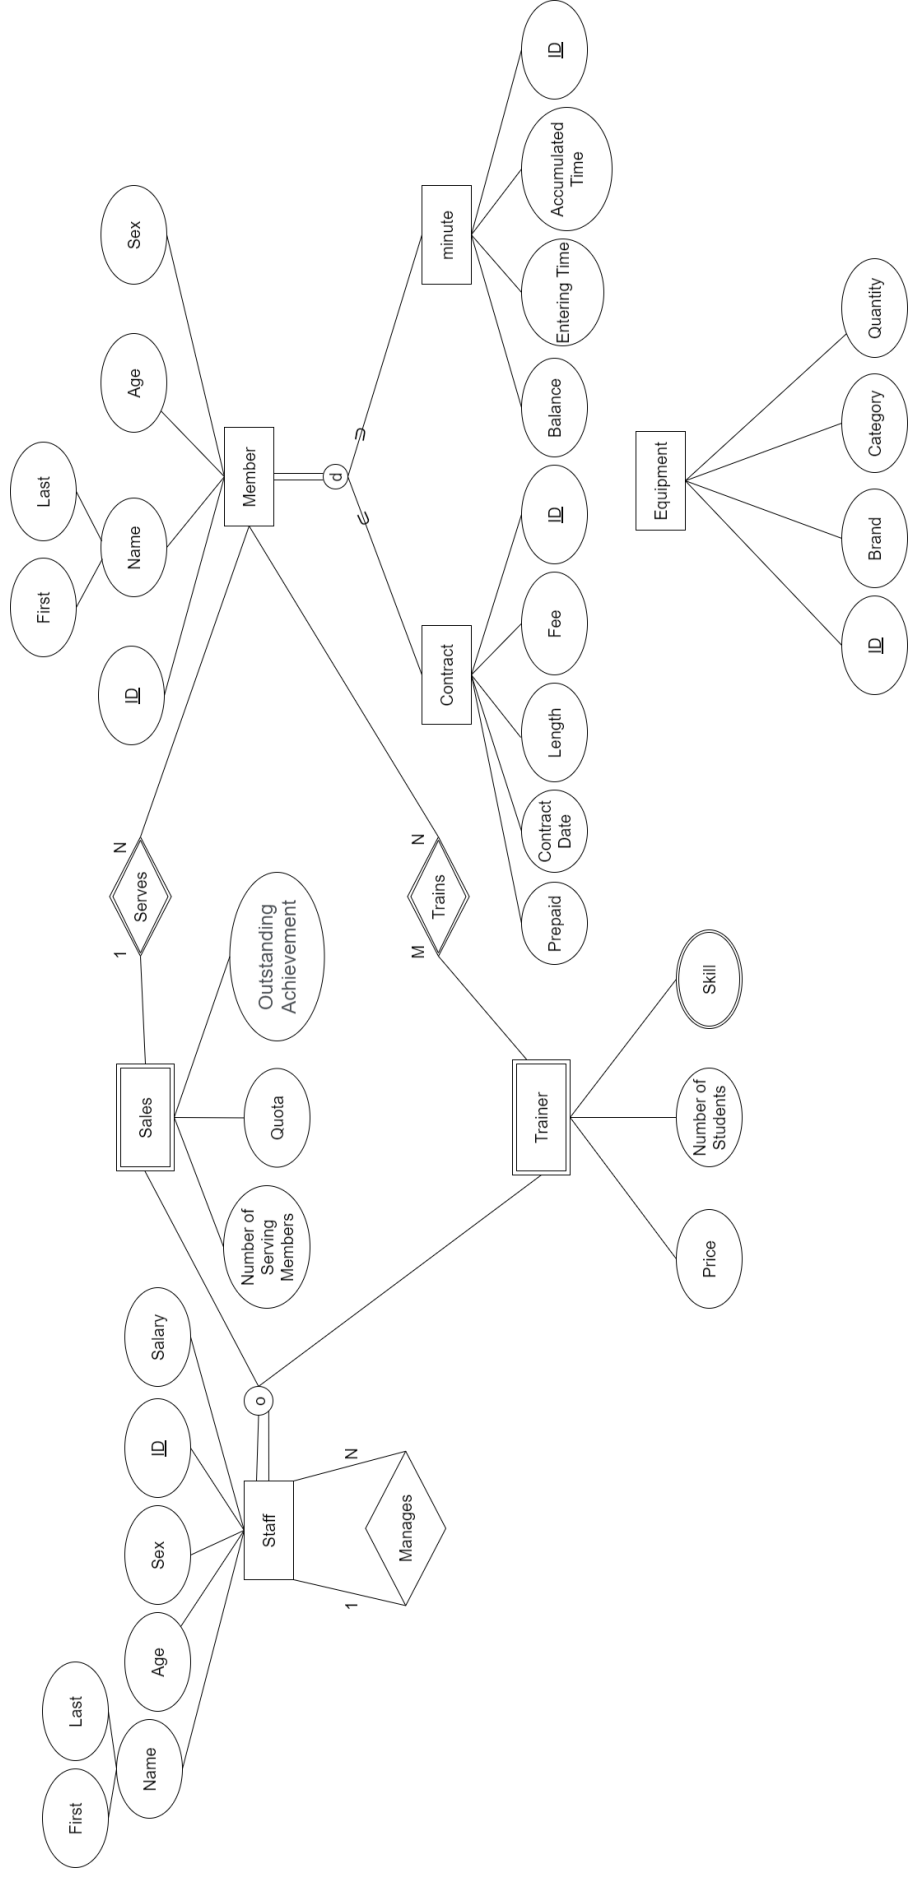 First
Last
First
Last
Name
Age
Sex
ID
Salary
Sales
1
Serves
N
ID
Name
Age
Sex
Staff
o
Number of
Serving
Members
Quota
Outstanding
Achievement
Member
d
1
Manages
N
M
Trains
N
Contract
minute
Trainer
Prepaid
Contract
Date
Length
Fee
ID
Balance
Entering Time
Accumulated
Time
ID
Price
Number of
Students
Skill
Equipment
ID
Brand
Category
Quantity